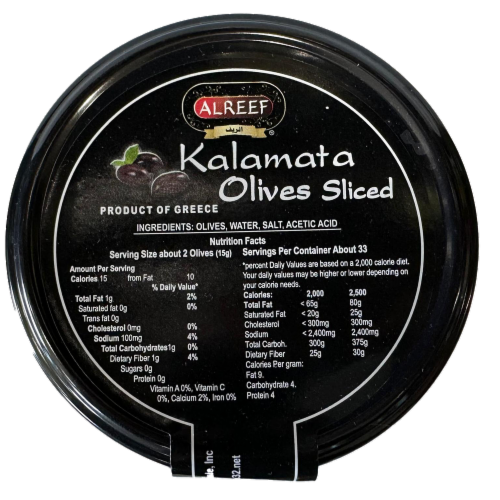 ALREEF
الريف
®
Kalamata
Olives Sliced
PRODUCT OF GREECE
INGREDIENTS: OLIVES, WATER, SALT, ACETIC ACID
Nutrition Facts
Serving Size about 2 Olives (15g) Servings Per Container About 33
Amount Per Serving
Calories 15 from Fat 10
% Daily Value*
Total Fat 1g 2%
Saturated fat 0g 0%
Trans fat 0g
Cholesterol 0mg 0%
Sodium 100mg 4%
Total Carbohydrates1g 0%
Dietary Fiber 1g 4%
Sugars 0g
Protein 0g
Vitamin A 0%, Vitamin C
0%, Calcium 2%, Iron 0%
*percent Daily Values are based on a 2,000 calorie diet.
Your daily values may be higher or lower depending on
your calorie needs.
Calories: 2,000 2,500
Total Fat < 65g 80g
Saturated Fat < 20g 25g
Cholesterol < 300mg 300mg
Sodium < 2,400mg 2,400mg
Total Carboh. 300g 375g
Dietary Fiber 25g 30g
Calories Per gram:
Fat 9.
Carbohydrate 4.
Protein 4
, Inc
32.net